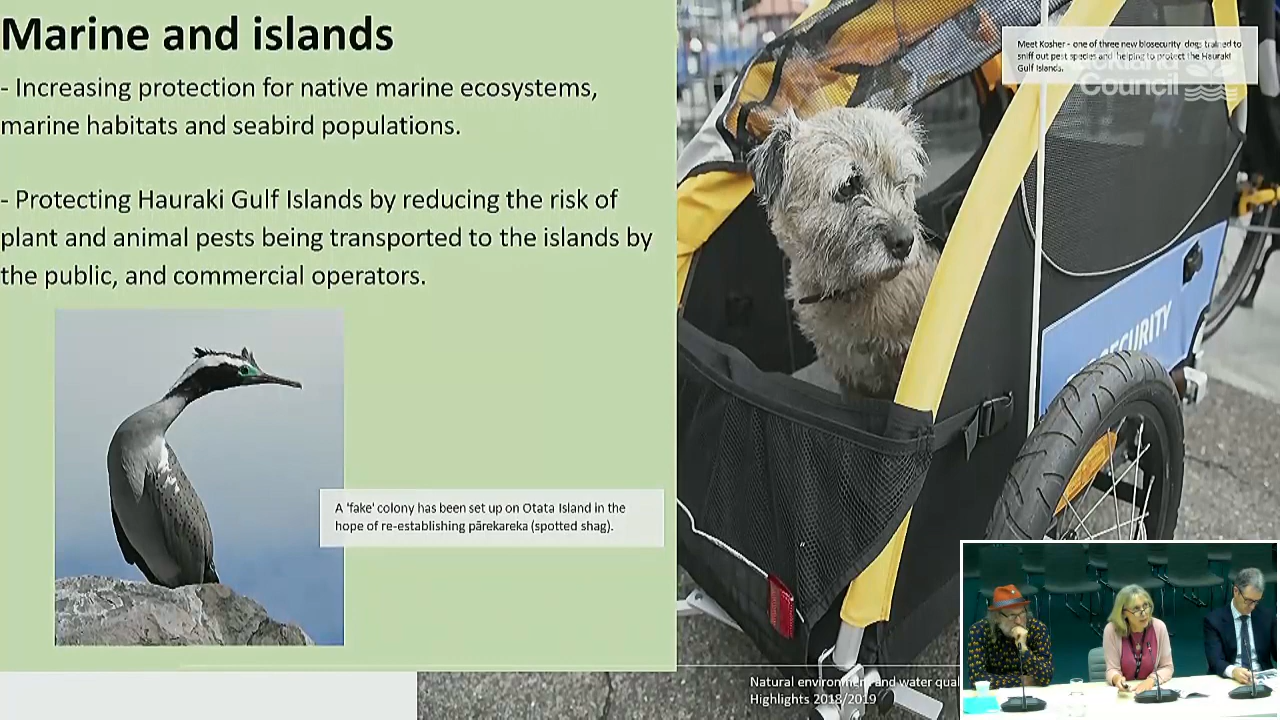 Marine and islands
- Increasing protection for native marine ecosystems,
marine habitats and seabird populations.
- Protecting Hauraki Gulf Islands by reducing the risk of
plant and animal pests being transported to the islands by
the public, and commercial operators.
A 'fake' colony has been set up on Otata Island in the
hope of re-establishing pārekareka (spotted shag).
Meet Kosher - one of three new biosecurity dogs trained to
sniff out pest species and helping to protect the Hauraki
Gulf Islands.
Council
Natural environment and water
Highlights 2018/2019